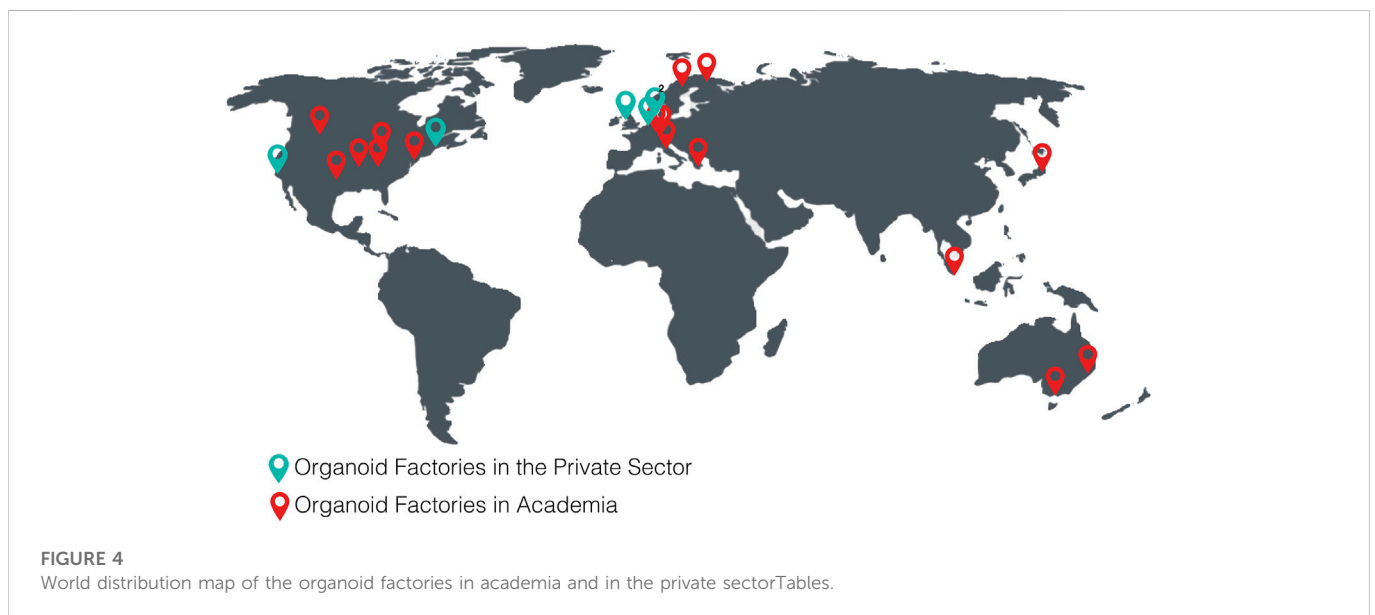 2
Organoid Factories in the Private Sector
Organoid Factories in Academia
FIGURE 4
World distribution map of the organoid factories in academia and in the private sectorTables.